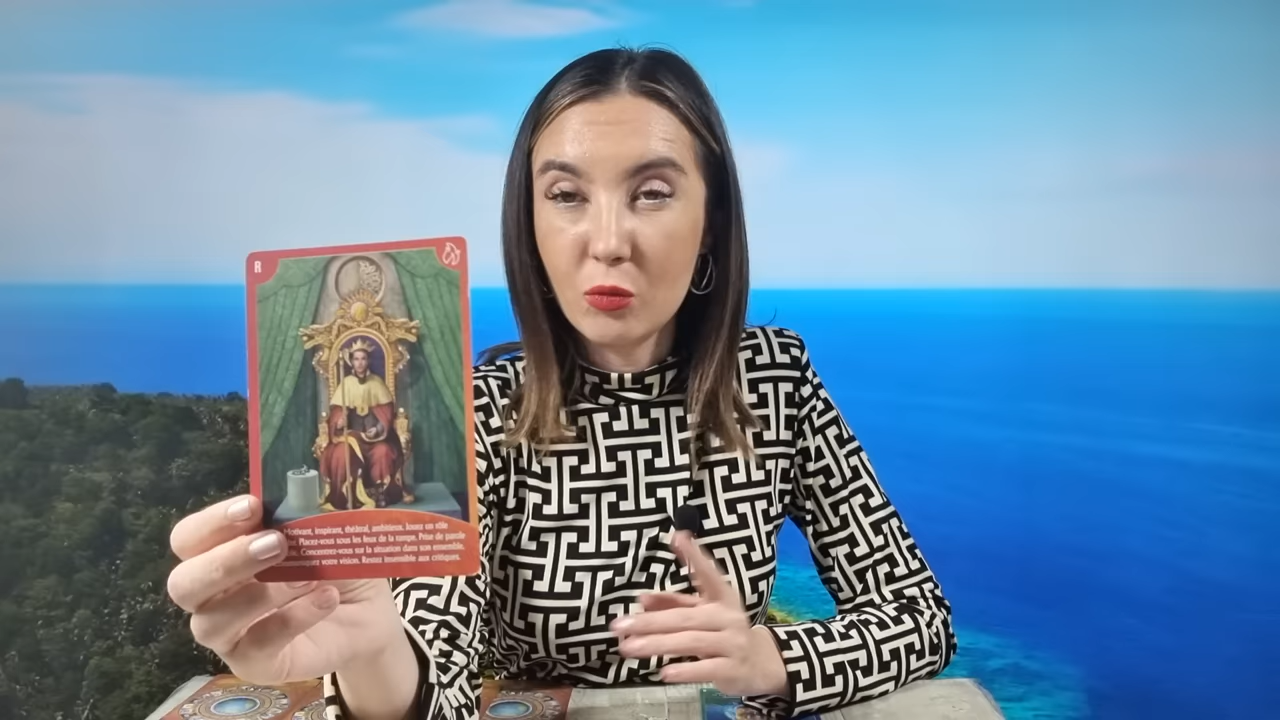 R
Motivant, inspirant, théâtral, ambitieux. Jouez un rôle
Placez-vous sous les feux de la rampe. Prise de parole
Concentrez-vous sur la situation dans son ensemble.
votre vision. Restez insensible aux critiques.